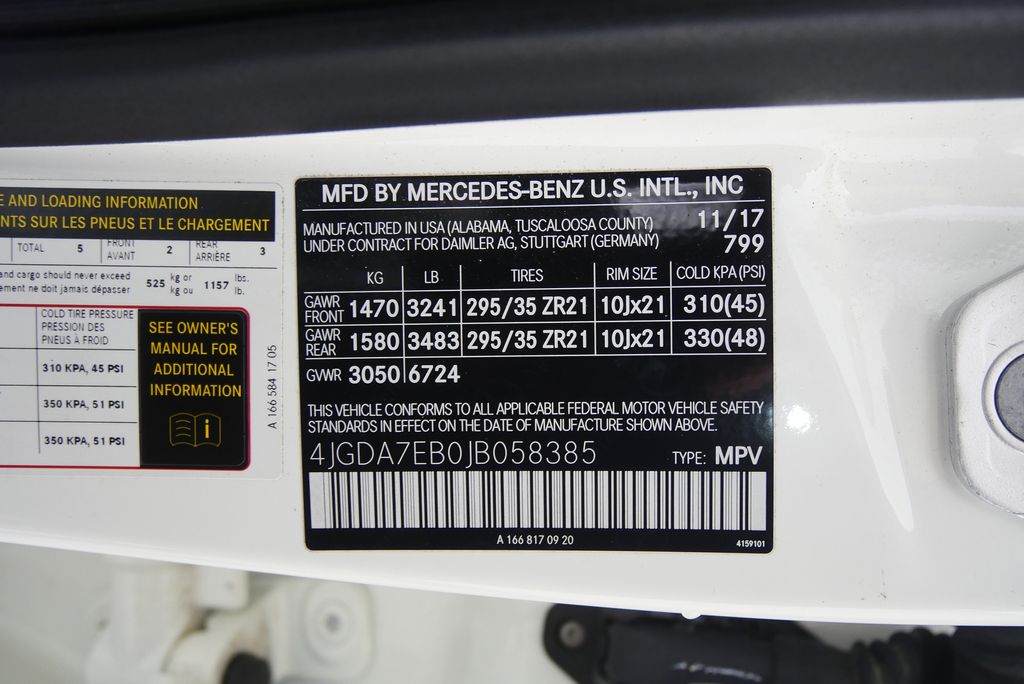 E AND LOADING INFORMATION
NTS SUR LES PNEUS ET LE CHARGEMENT
TOTAL 5 FRONT AVANT 2 REAR ARRIÈRE 3
and cargo should never exceed 525 kg or 1157 lbs.
ement ne doit jamais dépasser kg ou lb.
COLD TIRE PRESSURE
PRESSION DES
PNEUS À FROID
310 KPA, 45 PSI
350 KPA, 51 PSI
350 KPA, 51 PSI
SEE OWNER'S
MANUAL FOR
ADDITIONAL
INFORMATION
i
A 166 584 17 05
MFD BY MERCEDES-BENZ U.S. INTL., INC
MANUFACTURED IN USA (ALABAMA, TUSCALOOSA COUNTY) 11/17
UNDER CONTRACT FOR DAIMLER AG, STUTTGART (GERMANY) 799
KG LB TIRES RIM SIZE COLD KPA (PSI)
GAWR FRONT 1470 3241 295/35 ZR21 10Jx21 310(45)
GAWR REAR 1580 3483 295/35 ZR21 10Jx21 330(48)
GVWR 3050 6724
THIS VEHICLE CONFORMS TO ALL APPLICABLE FEDERAL MOTOR VEHICLE SAFETY
STANDARDS IN EFFECT ON THE DATE OF MANUFACTURE SHOWN ABOVE.
4JGDA7EB0JB058385 TYPE: MPV
A 166 817 09 20
4159101